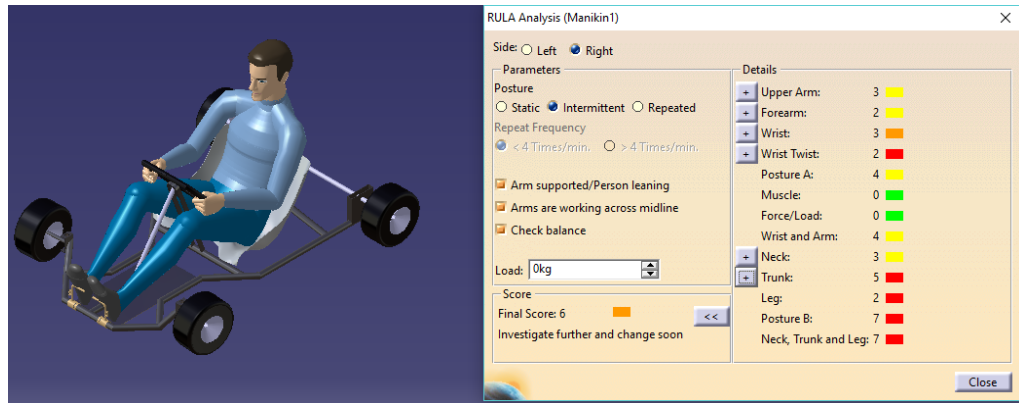 RULA Analysis (Manikin1)
Side: Left Right
Parameters
Posture
Static Intermittent Repeated
Repeat Frequency
< 4 Times/min. > 4 Times/min.
Arm supported/Person leaning
Arms are working across midline
Check balance
Load: 0kg
Score
Final Score: 6 <<
Investigate further and change soon
Details
+ Upper Arm: 3
+ Forearm: 2
+ Wrist: 3
+ Wrist Twist: 2
Posture A: 4
Muscle: 0
Force/Load: 0
Wrist and Arm: 4
+ Neck: 3
+ Trunk: 5
Leg: 2
Posture B: 7
Neck, Trunk and Leg: 7
Close